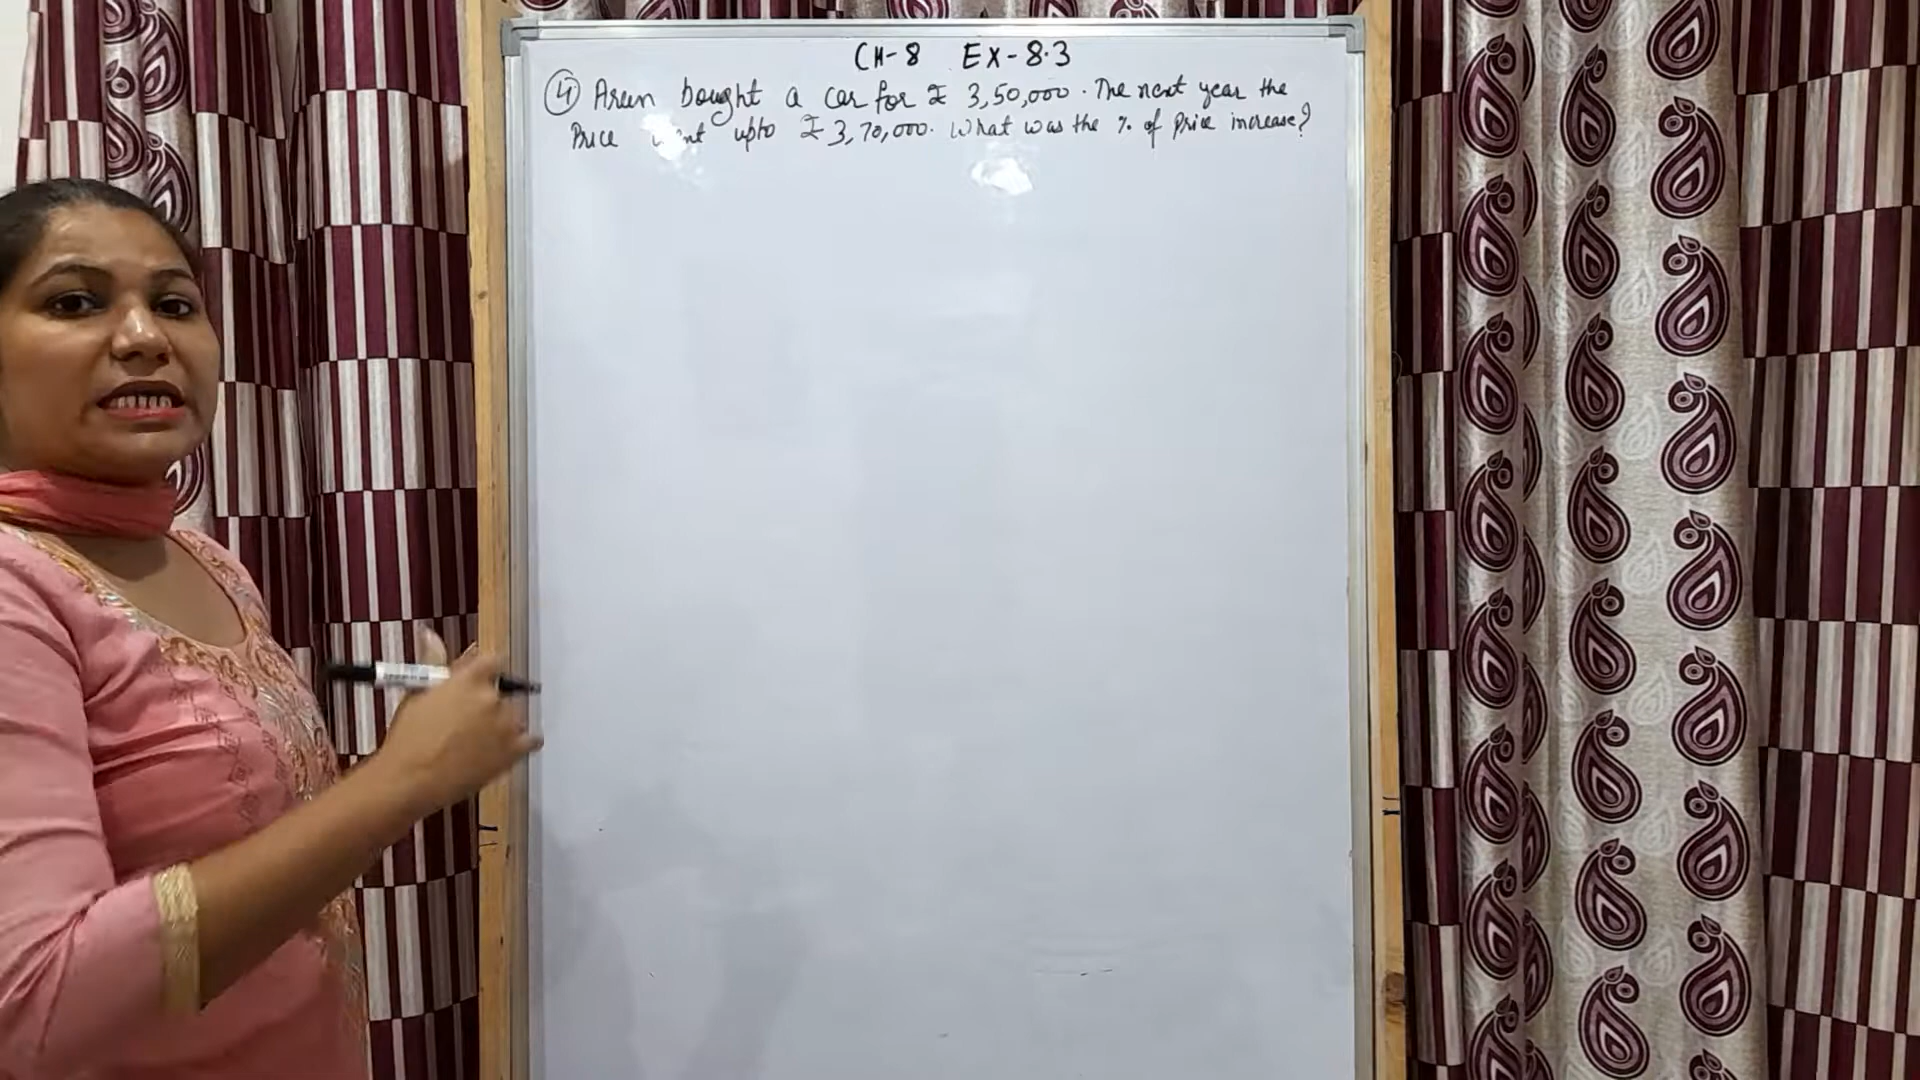 CH-8 EX-8.3
④ Arun bought a car for ₹ 3,50,000. The next year the
Price went upto ₹ 3,70,000. What was the % of Price increase?